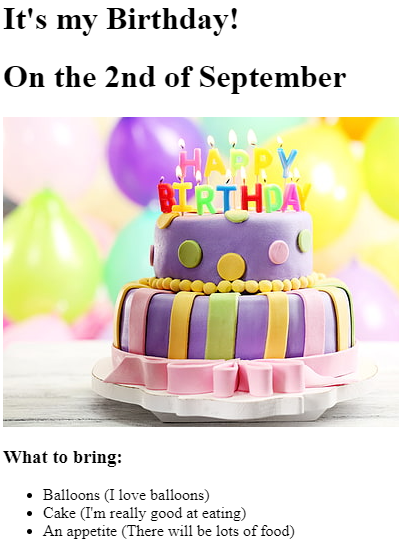 It's my Birthday!
On the 2nd of September
HAPPY
BIRTHDAY
What to bring:
Balloons (I love balloons)
Cake (I'm really good at eating)
An appetite (There will be lots of food)